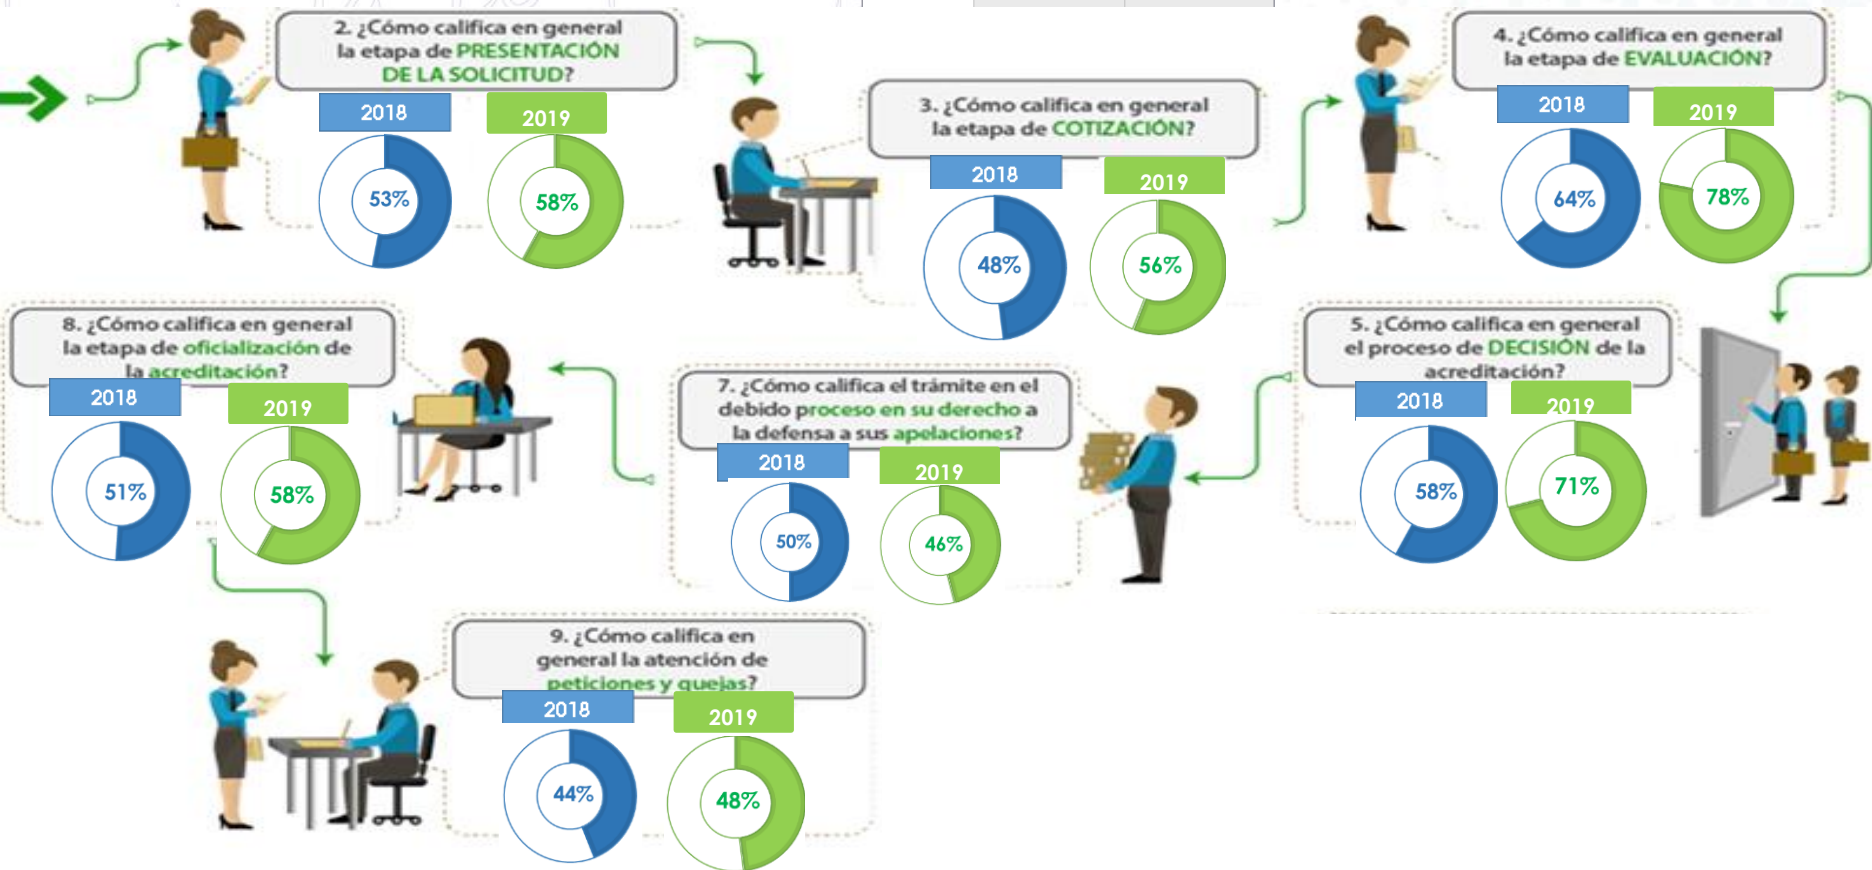 2. ¿Cómo califica en general
la etapa de PRESENTACIÓN
DE LA SOLICITUD?
2018
2019
53%
58%
3. ¿Cómo califica en general
la etapa de COTIZACIÓN?
2018
2019
48%
56%
4. ¿Cómo califica en general
la etapa de EVALUACIÓN?
2018
2019
64%
78%
5. ¿Cómo califica en general
el proceso de DECISIÓN de la
acreditación?
2018
2019
58%
71%
7. ¿Cómo califica el trámite en el
debido proceso en su derecho a
la defensa a sus apelaciones?
2018
2019
50%
46%
8. ¿Cómo califica en general
la etapa de oficialización de
la acreditación?
2018
2019
51%
58%
9. ¿Cómo califica en
general la atención de
peticiones y quejas?
2018
2019
44%
48%